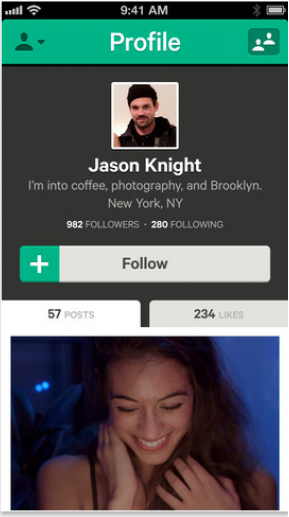 9:41 AM
Profile
Jason Knight
I'm into coffee, photography, and Brooklyn.
New York, NY
982 FOLLOWERS · 280 FOLLOWING
+ Follow
57 POSTS 234 LIKES